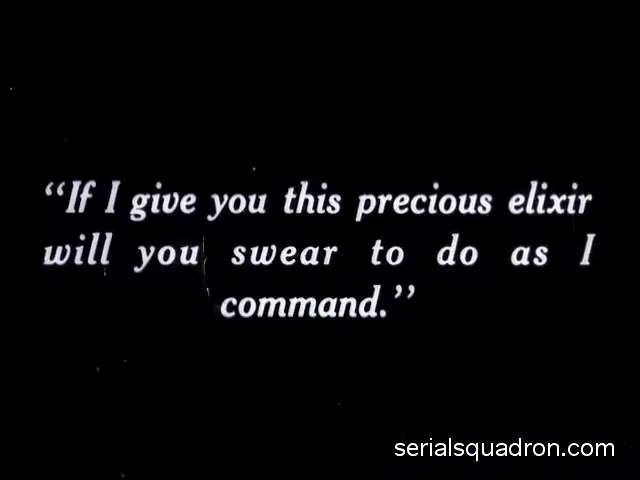 “If I give you this precious elixir
will you swear to do as I
command.”
serialsquadron.com